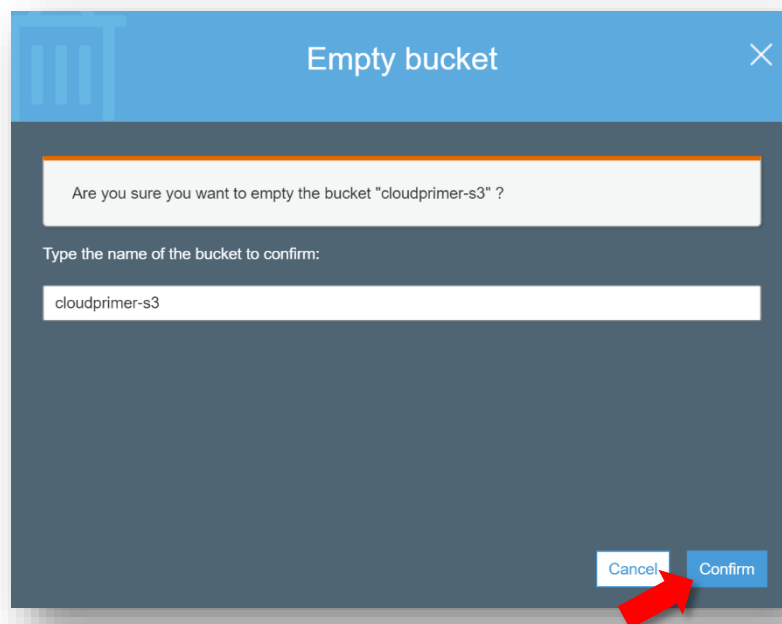 Empty bucket
Are you sure you want to empty the bucket "cloudprimer-s3" ?
Type the name of the bucket to confirm:
cloudprimer-s3
Cancel Confirm